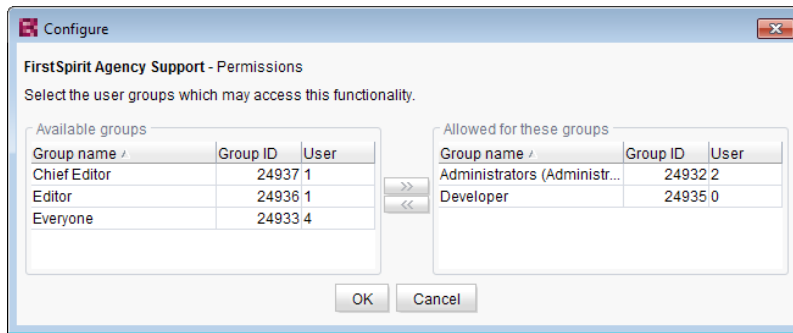 Configure
FirstSpirit Agency Support - Permissions
Select the user groups which may access this functionality.
Available groups
Group name Group ID User
Chief Editor 24937 1
Editor 24936 1
Everyone 24933 4
>>
<<
Allowed for these groups
Group name Group ID User
Administrators (Administr... 24932 2
Developer 24935 0
OK Cancel